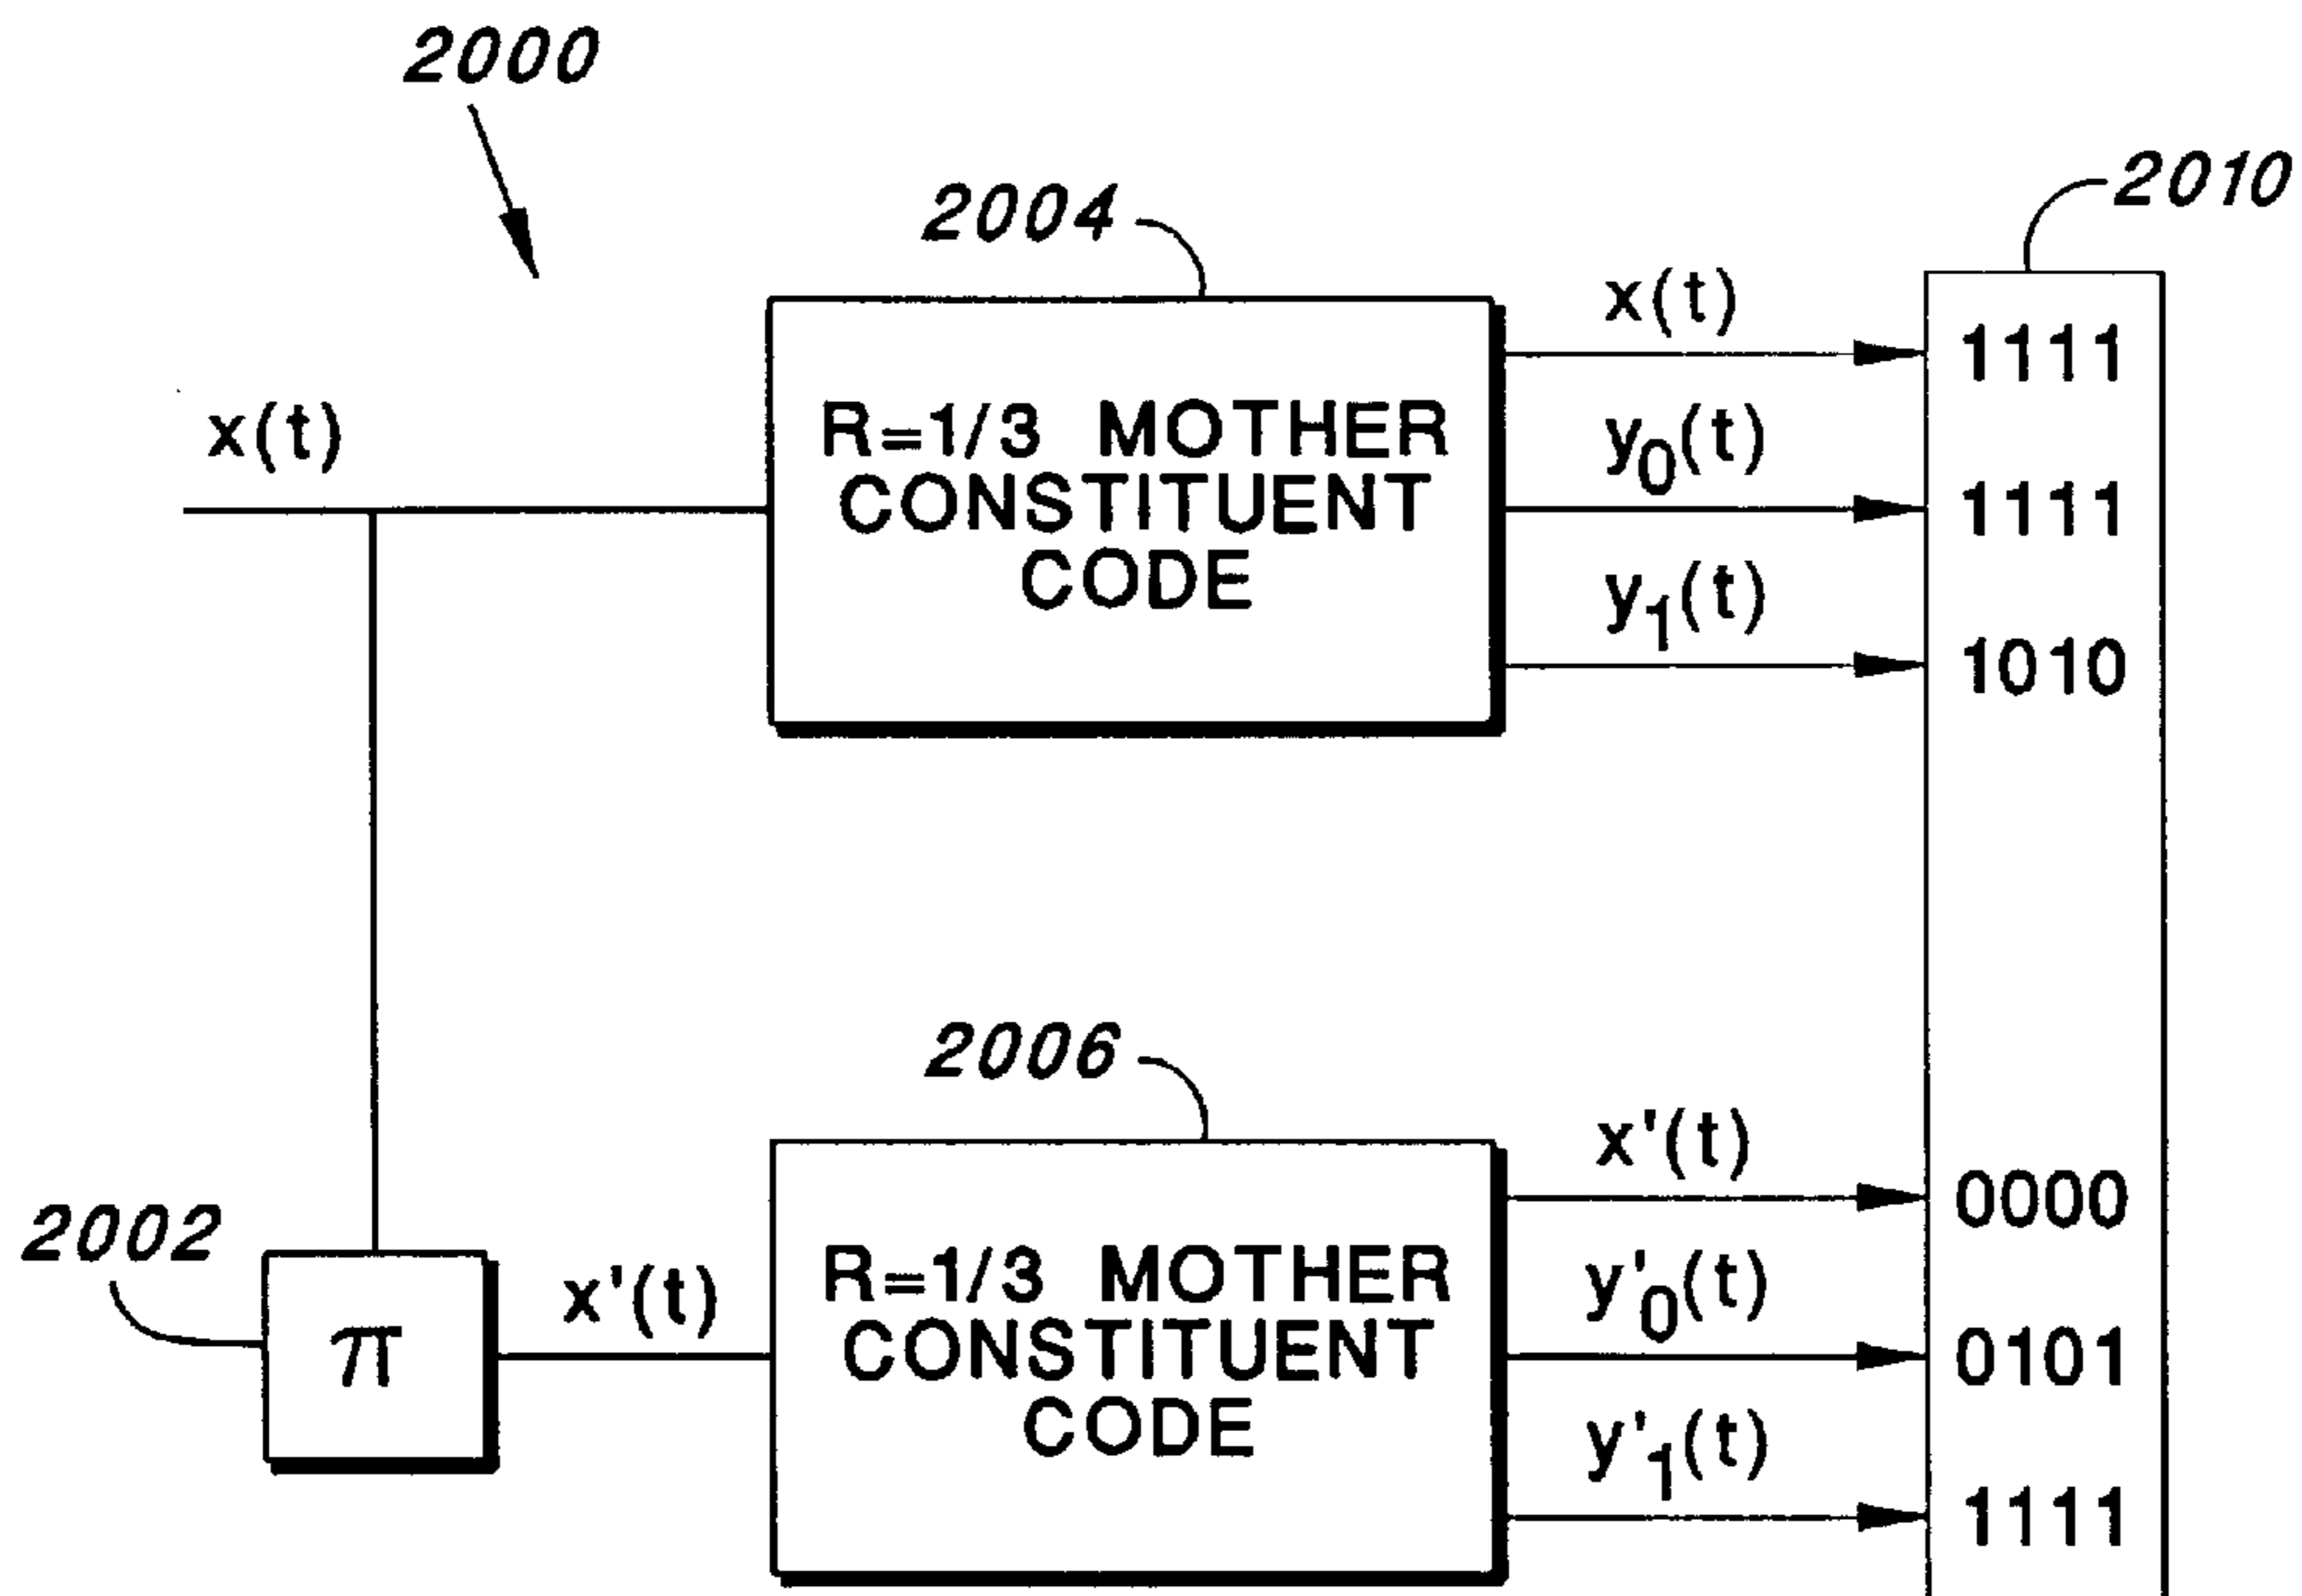 2000
2004
2010
x(t)
1111
x(t)
R=1/3 MOTHER
CONSTITUENT
CODE
y0(t)
1111
y1(t)
1010
2006
x'(t)
0000
2002
π
x'(t)
R=1/3 MOTHER
CONSTITUENT
CODE
y'0(t)
0101
y'1(t)
1111